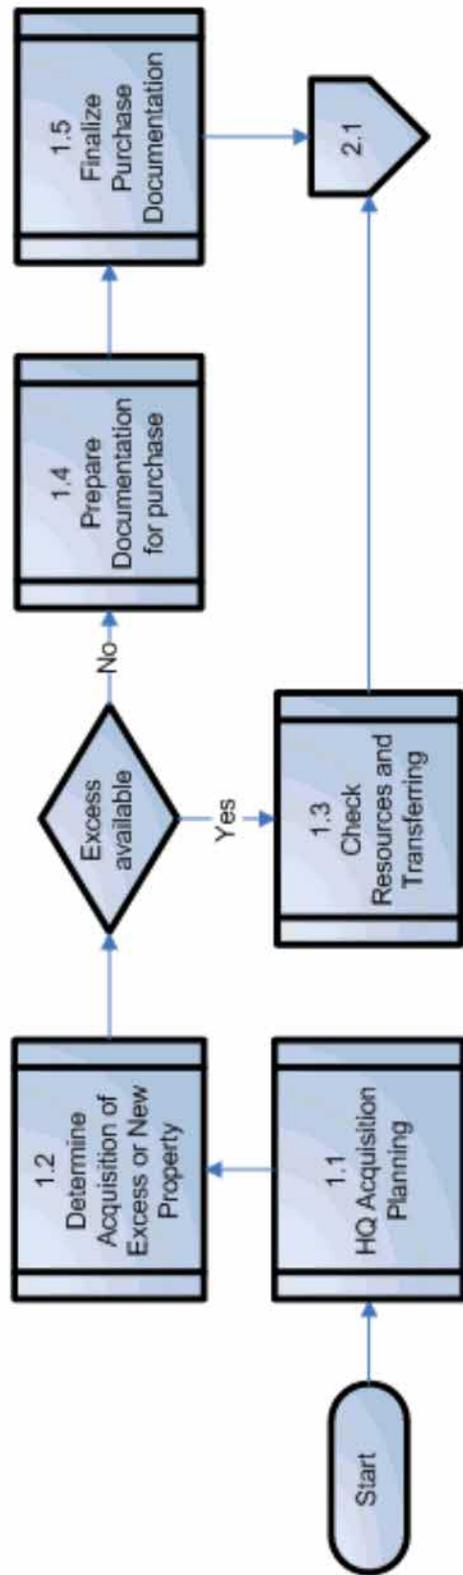 Start
1.1
HQ Acquisition
Planning
1.2
Determine
Acquisition of
Excess or New
Property
Excess
available
Yes
No
1.3
Check
Resources and
Transferring
1.4
Prepare
Documentation
for purchase
1.5
Finalize
Purchase
Documentation
2.1